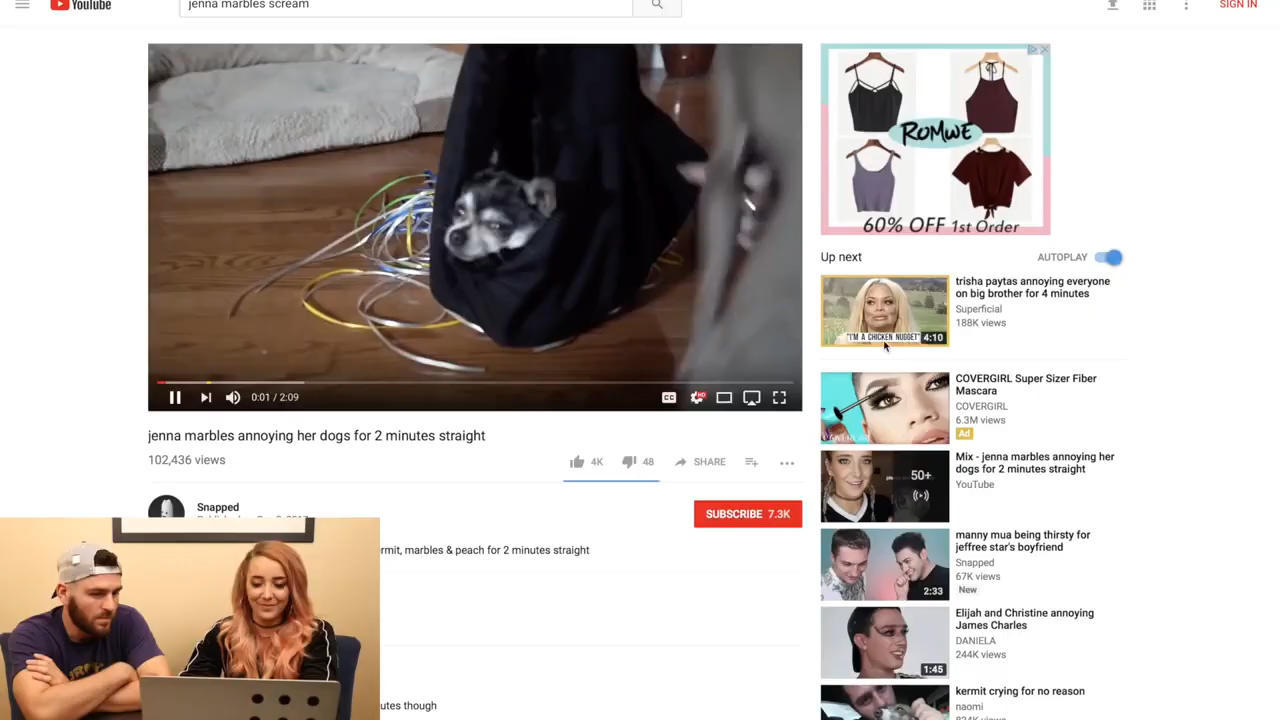 YouTube
jenna marbles scream
SIGN IN
ROMWE
60% OFF 1st Order
0:01 / 2:09
CC
HD
jenna marbles annoying her dogs for 2 minutes straight
102,436 views
4K
48
SHARE
Snapped
SUBSCRIBE 7.3K
rmit, marbles & peach for 2 minutes straight
utes though
Up next
AUTOPLAY
"I'M A CHICKEN NUGGET"
4:10
trisha paytas annoying everyone
on big brother for 4 minutes
Superficial
188K views
COVERGIRL Super Sizer Fiber
Mascara
COVERGIRL
6.3M views
Ad
50+
Mix - jenna marbles annoying her
dogs for 2 minutes straight
YouTube
2:33
manny mua being thirsty for
jeffree star's boyfriend
Snapped
67K views
New
1:45
Elijah and Christine annoying
James Charles
DANIELA
244K views
kermit crying for no reason
naomi